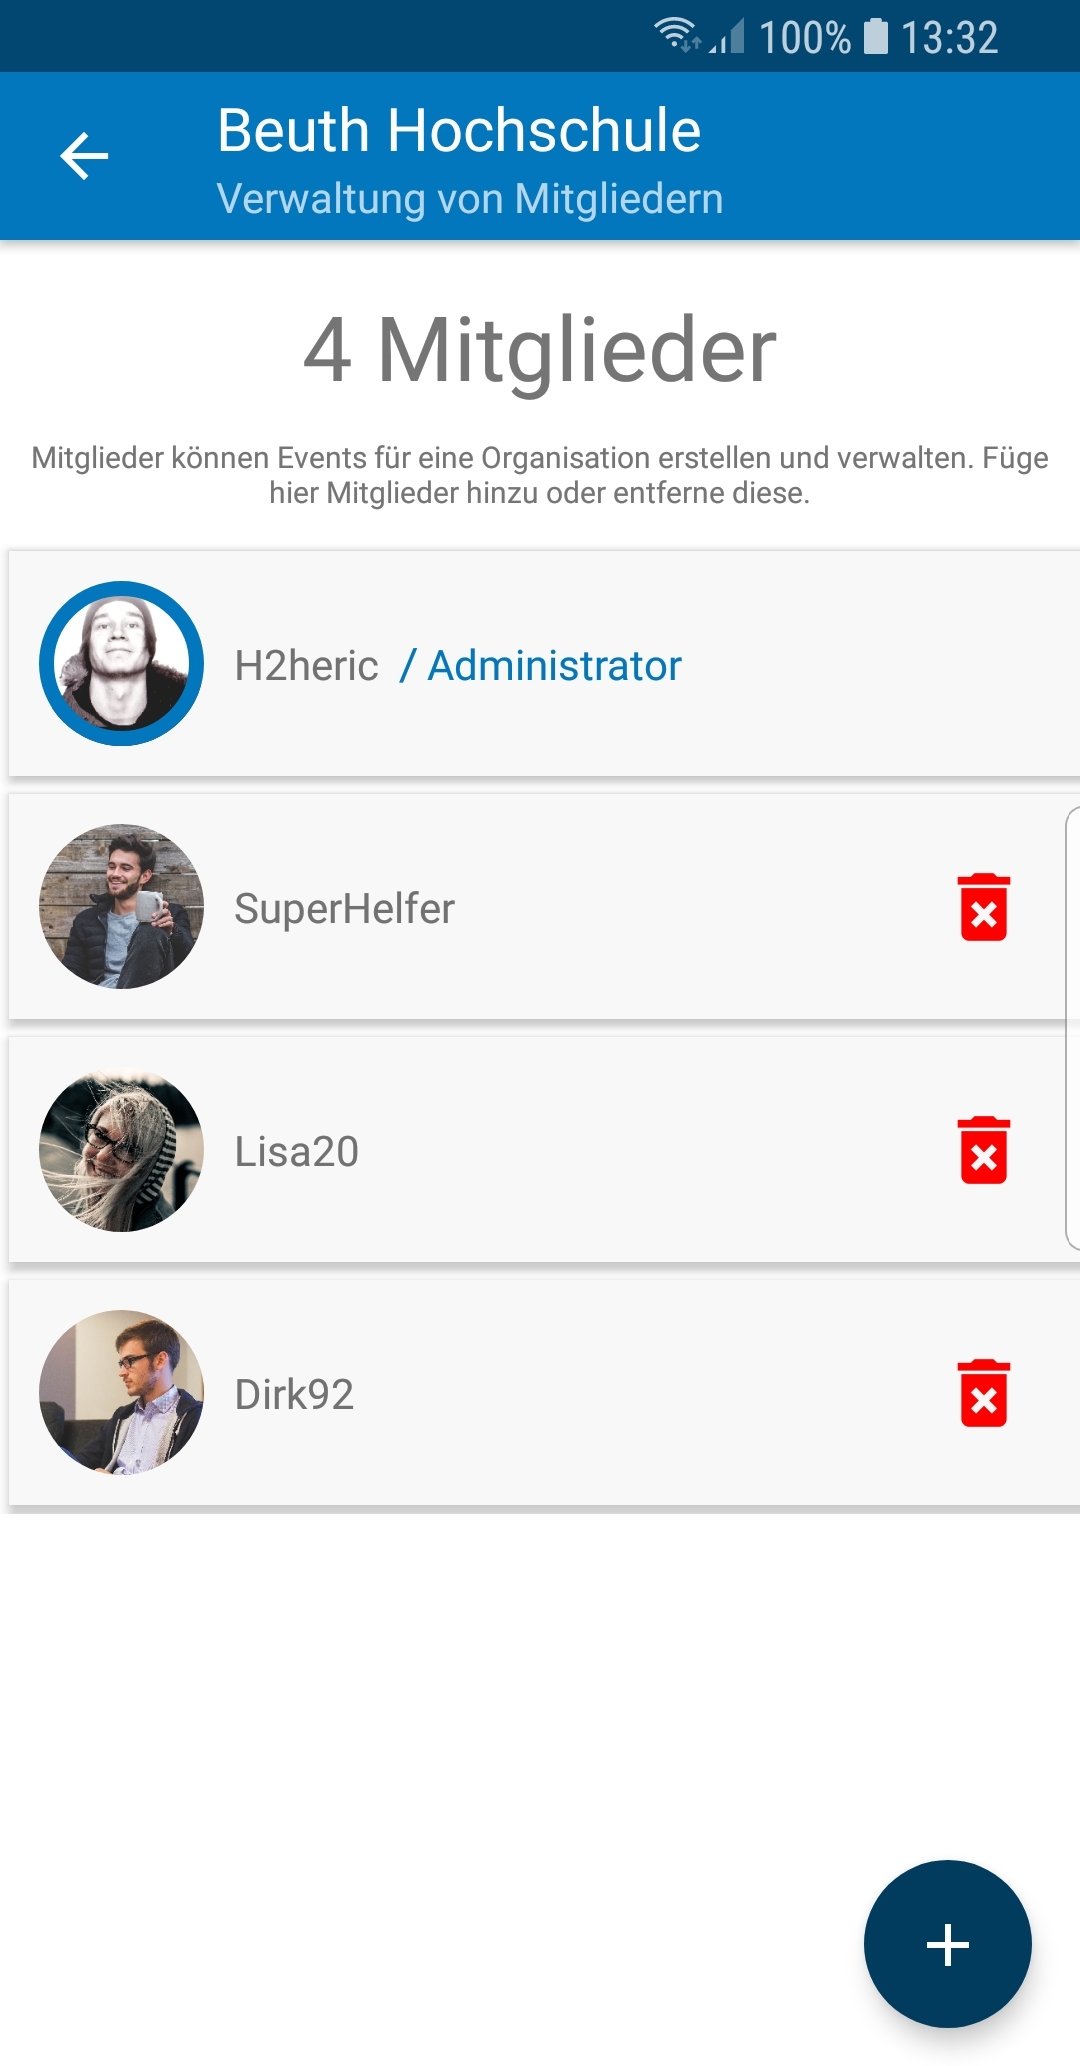 100% 13:32
Beuth Hochschule
Verwaltung von Mitgliedern
4 Mitglieder
Mitglieder können Events für eine Organisation erstellen und verwalten. Füge
hier Mitglieder hinzu oder entferne diese.
H2heric / Administrator
SuperHelfer
Lisa20
Dirk92